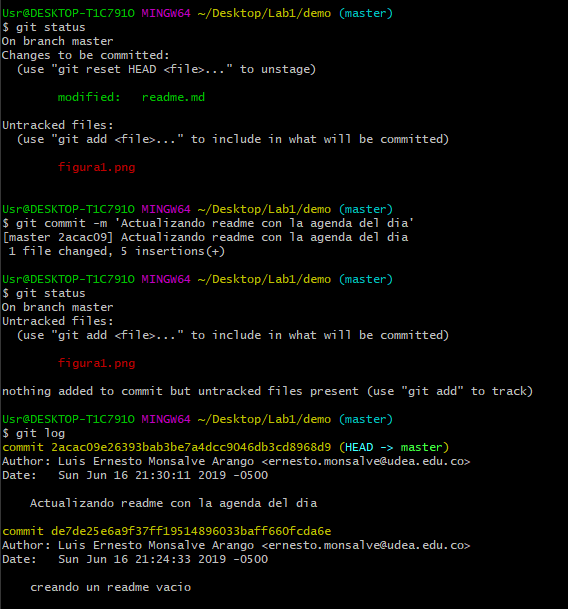 Usr@DESKTOP-T1C791O MINGW64 ~/Desktop/Lab1/demo (master)
$ git status
On branch master
Changes to be committed:
  (use "git reset HEAD <file>..." to unstage)

        modified:   readme.md

Untracked files:
  (use "git add <file>..." to include in what will be committed)

        figura1.png


Usr@DESKTOP-T1C791O MINGW64 ~/Desktop/Lab1/demo (master)
$ git commit -m 'Actualizando readme con la agenda del dia'
[master 2acac09] Actualizando readme con la agenda del dia
 1 file changed, 5 insertions(+)

Usr@DESKTOP-T1C791O MINGW64 ~/Desktop/Lab1/demo (master)
$ git status
On branch master
Untracked files:
  (use "git add <file>..." to include in what will be committed)

        figura1.png

nothing added to commit but untracked files present (use "git add" to track)

Usr@DESKTOP-T1C791O MINGW64 ~/Desktop/Lab1/demo (master)
$ git log
commit 2acac09e26393bab3be7a4dcc9046db3cd8968d9 (HEAD -> master)
Author: Luis Ernesto Monsalve Arango <ernesto.monsalve@udea.edu.co>
Date:   Sun Jun 16 21:30:11 2019 -0500

    Actualizando readme con la agenda del dia

commit de7de25e6a9f37ff19514896033baff660fcda6e
Author: Luis Ernesto Monsalve Arango <ernesto.monsalve@udea.edu.co>
Date:   Sun Jun 16 21:24:33 2019 -0500

    creando un readme vacio